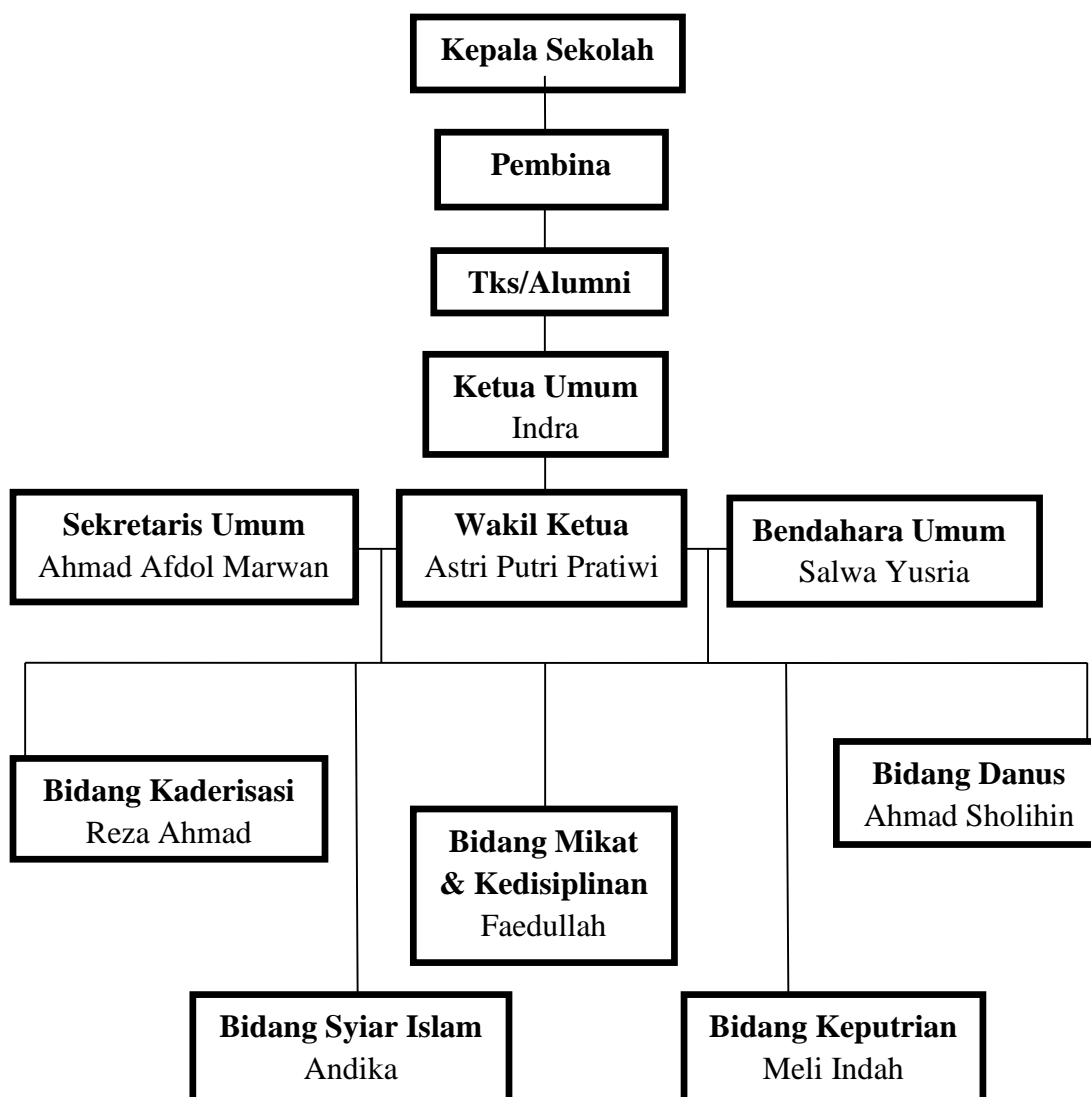 Kepala Sekolah
Pembina
Tks/Alumni
Ketua Umum
Indra
Sekretaris Umum
Ahmad Afdol Marwan
Wakil Ketua
Astri Putri Pratiwi
Bendahara Umum
Salwa Yusria
Bidang Kaderisasi
Reza Ahmad
Bidang Mikat
& Kedisiplinan
Faedullah
Bidang Danus
Ahmad Sholihin
Bidang Syiar Islam
Andika
Bidang Keputrian
Meli Indah